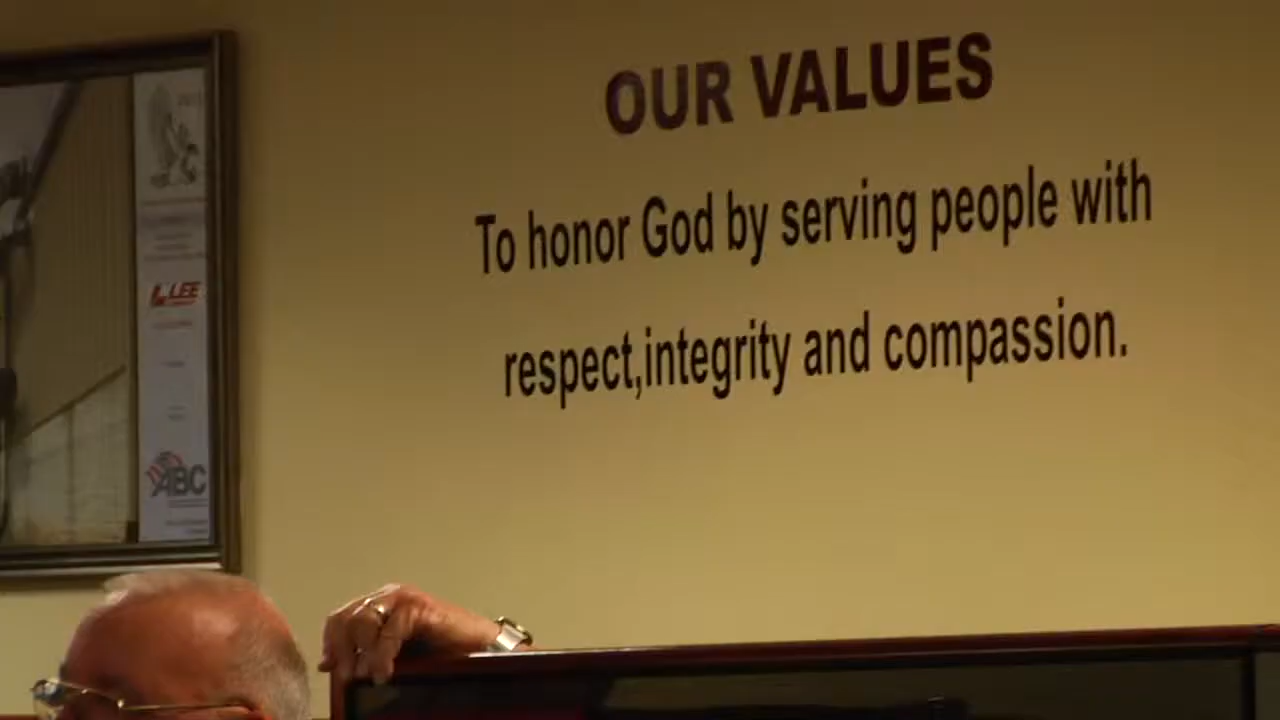 OUR VALUES
To honor God by serving people with
respect,integrity and compassion.
LEE
ABC